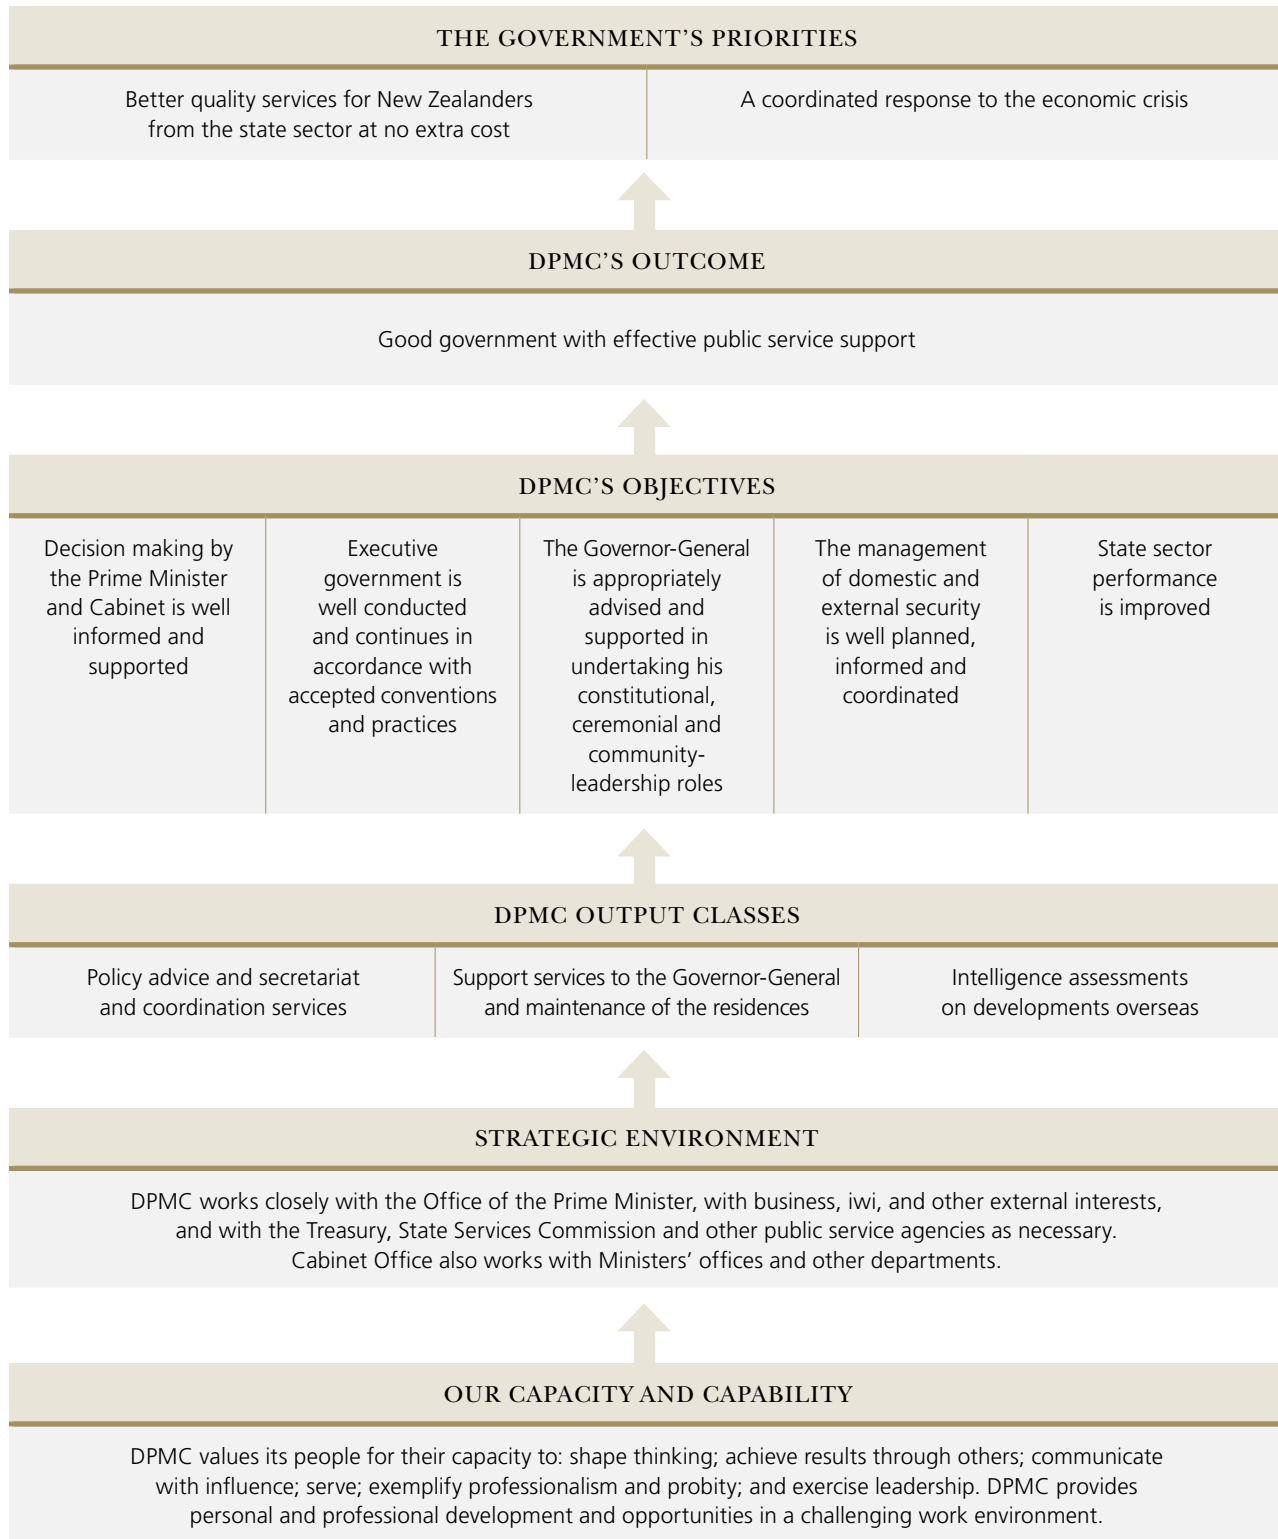 THE GOVERNMENT’S PRIORITIES
Better quality services for New Zealanders
from the state sector at no extra cost
A coordinated response to the economic crisis
DPMC’S OUTCOME
Good government with effective public service support
DPMC’S OBJECTIVES
Decision making by
the Prime Minister
and Cabinet is well
informed and
supported
Executive
government is
well conducted
and continues in
accordance with
accepted conventions
and practices
The Governor-General
is appropriately
advised and
supported in
undertaking his
constitutional,
ceremonial and
community-
leadership roles
The management
of domestic and
external security
is well planned,
informed and
coordinated
State sector
performance
is improved
DPMC OUTPUT CLASSES
Policy advice and secretariat
and coordination services
Support services to the Governor-General
and maintenance of the residences
Intelligence assessments
on developments overseas
STRATEGIC ENVIRONMENT
DPMC works closely with the Office of the Prime Minister, with business, iwi, and other external interests,
and with the Treasury, State Services Commission and other public service agencies as necessary.
Cabinet Office also works with Ministers’ offices and other departments.
OUR CAPACITY AND CAPABILITY
DPMC values its people for their capacity to: shape thinking; achieve results through others; communicate
with influence; serve; exemplify professionalism and probity; and exercise leadership. DPMC provides
personal and professional development and opportunities in a challenging work environment.